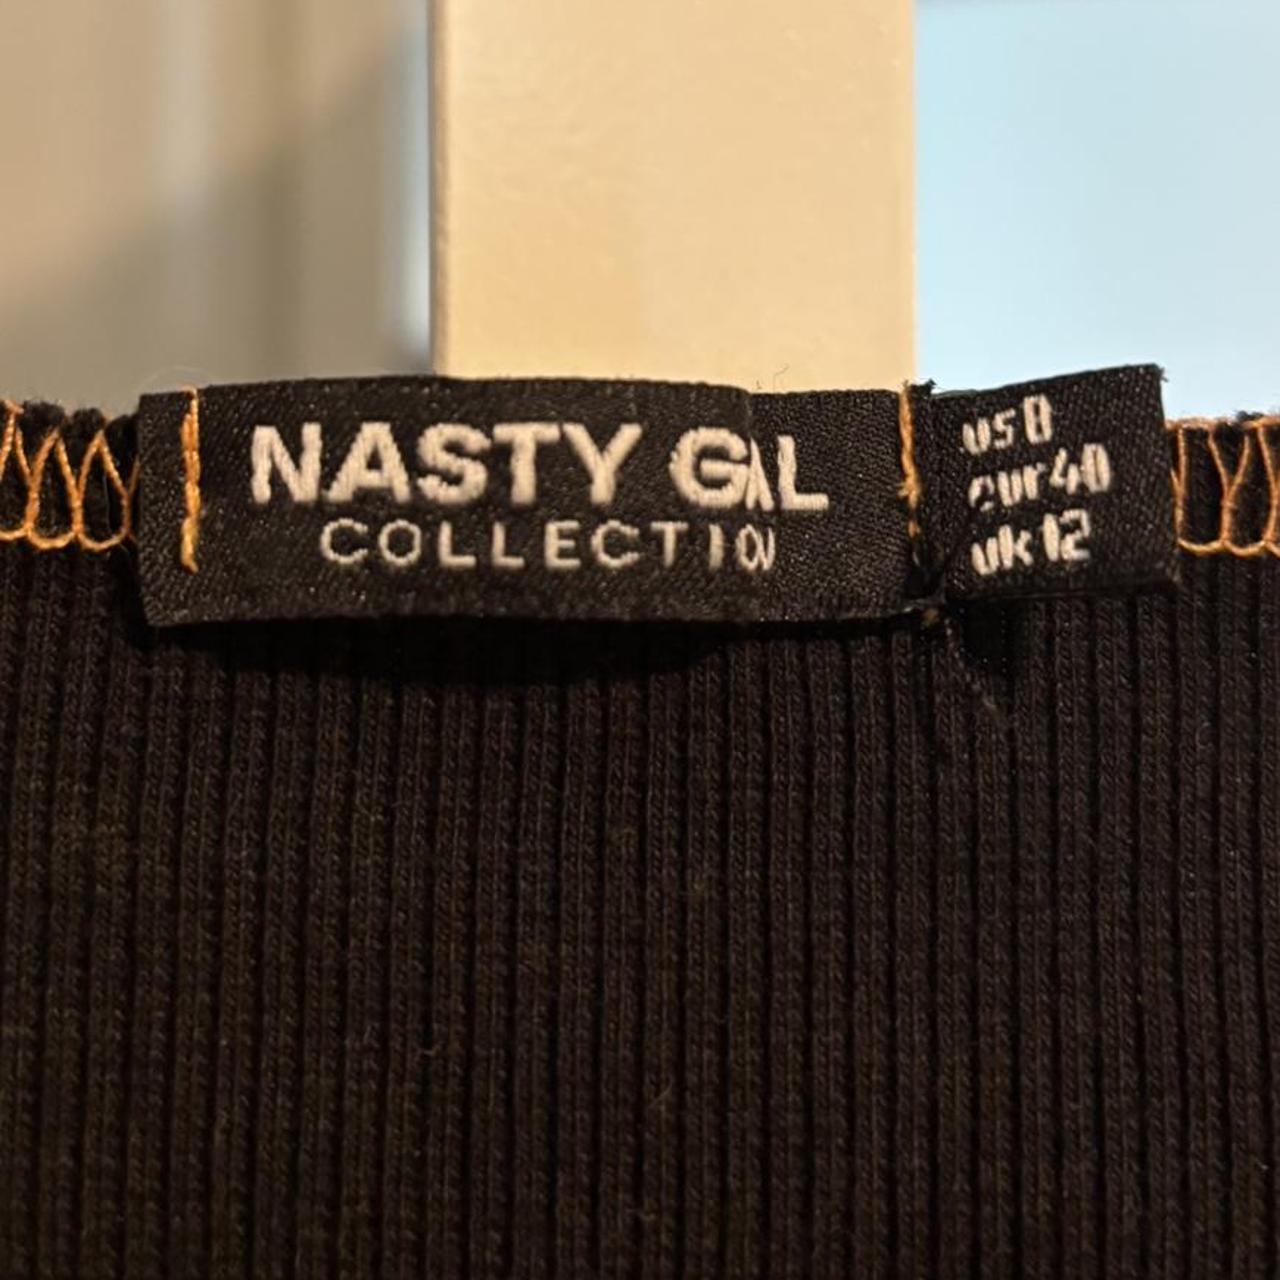 NASTY GAL
COLLECTION
us 8
eur 40
uk 12